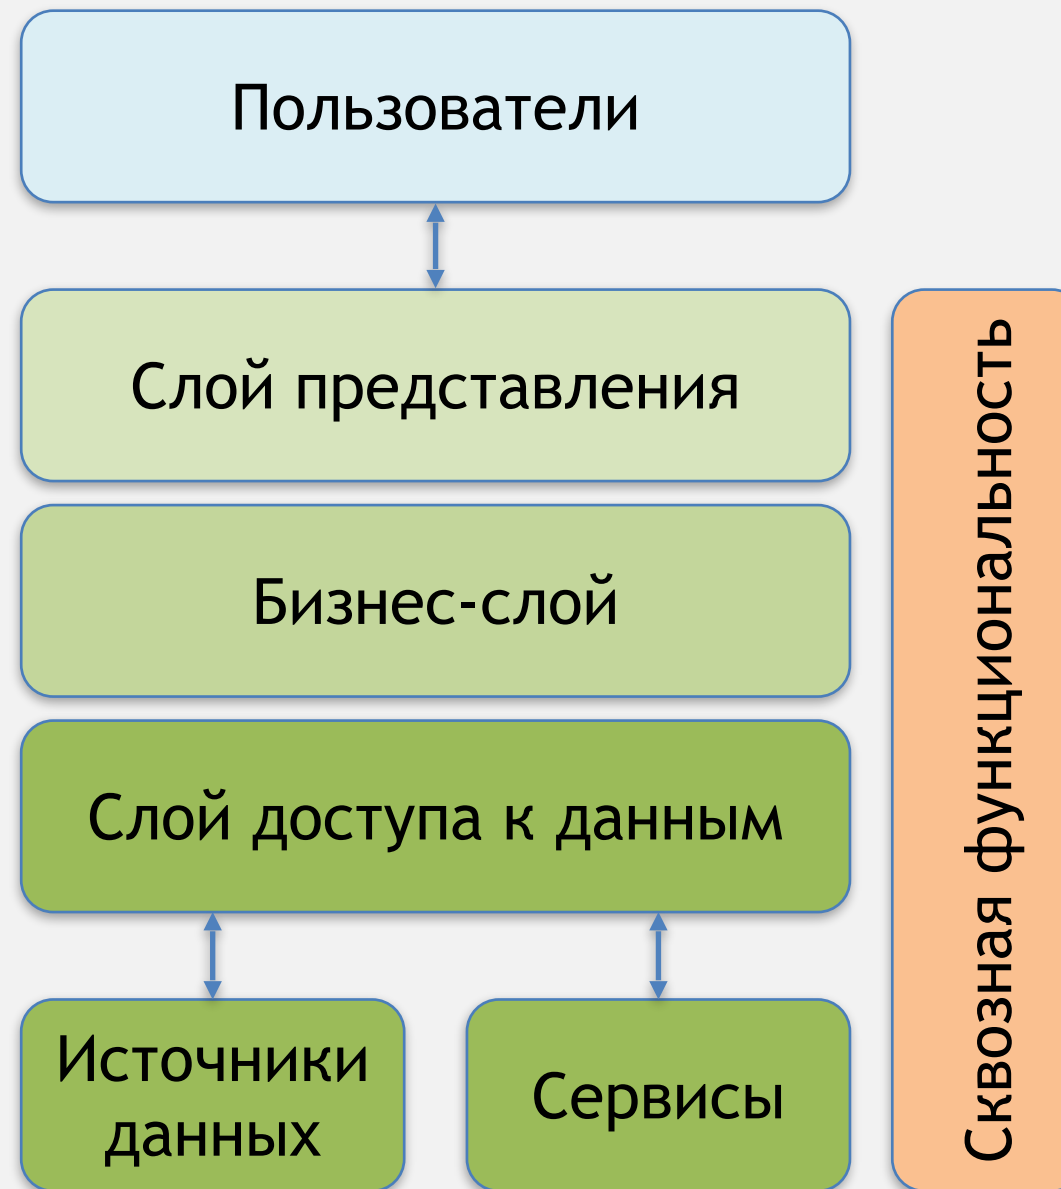 Пользователи
Слой представления
Бизнес-слой
Слой доступа к данным
Источники
данных
Сервисы
Сквозная функциональность